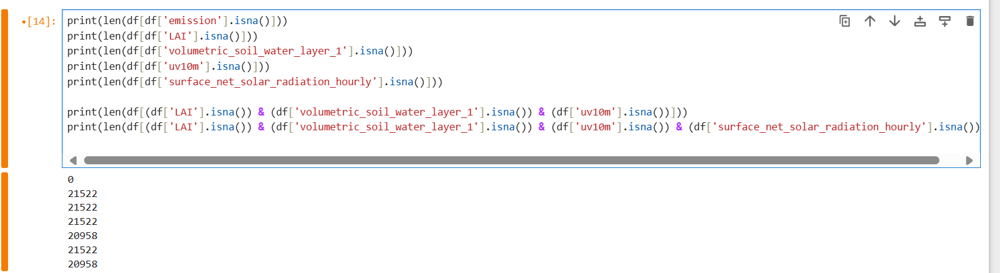 [14]:
print(len(df[df['emission'].isna()]))
print(len(df[df['LAI'].isna()]))
print(len(df[df['volumetric_soil_water_layer_1'].isna()]))
print(len(df[df['uv10m'].isna()]))
print(len(df[df['surface_net_solar_radiation_hourly'].isna()]))
print(len(df[(df['LAI'].isna()) & (df['volumetric_soil_water_layer_1'].isna()) & (df['uv10m'].isna())]))
print(len(df[(df['LAI'].isna()) & (df['volumetric_soil_water_layer_1'].isna()) & (df['uv10m'].isna()) & (df['surface_net_solar_radiation_hourly'].isna())
0
21522
21522
21522
20958
21522
20958